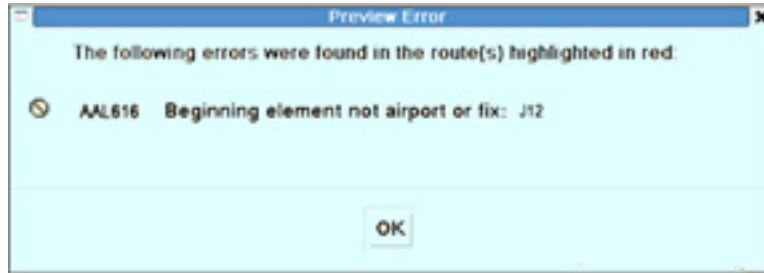 Preview Error
The following errors were found in the route(s) highlighted in red:
AAL616 Beginning element not airport or fix: J12
OK